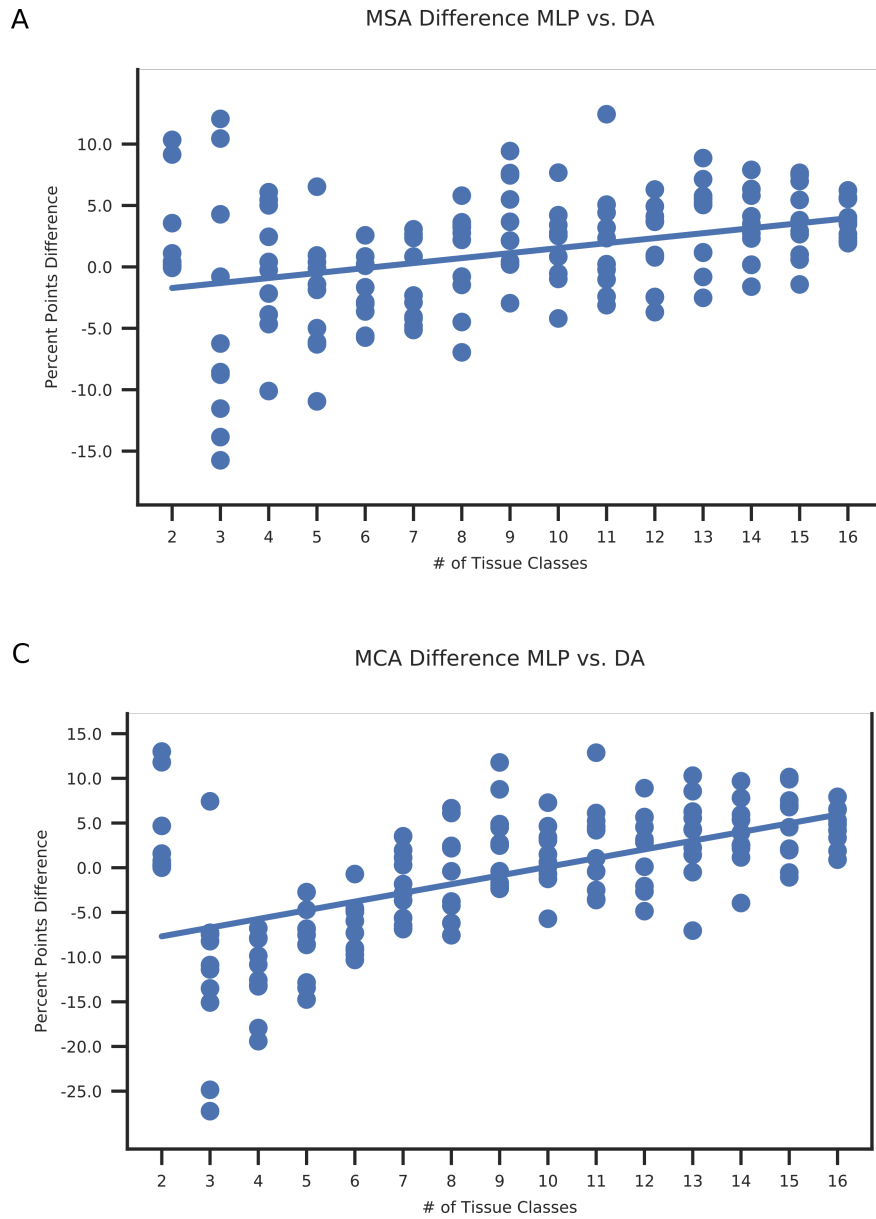 A
MSA Difference MLP vs. DA
Percent Points Difference
10.0
5.0
0.0
-5.0
-10.0
-15.0
2 3 4 5 6 7 8 9 10 11 12 13 14 15 16
# of Tissue Classes
C
MCA Difference MLP vs. DA
Percent Points Difference
15.0
10.0
5.0
0.0
-5.0
-10.0
-15.0
-20.0
-25.0
2 3 4 5 6 7 8 9 10 11 12 13 14 15 16
# of Tissue Classes